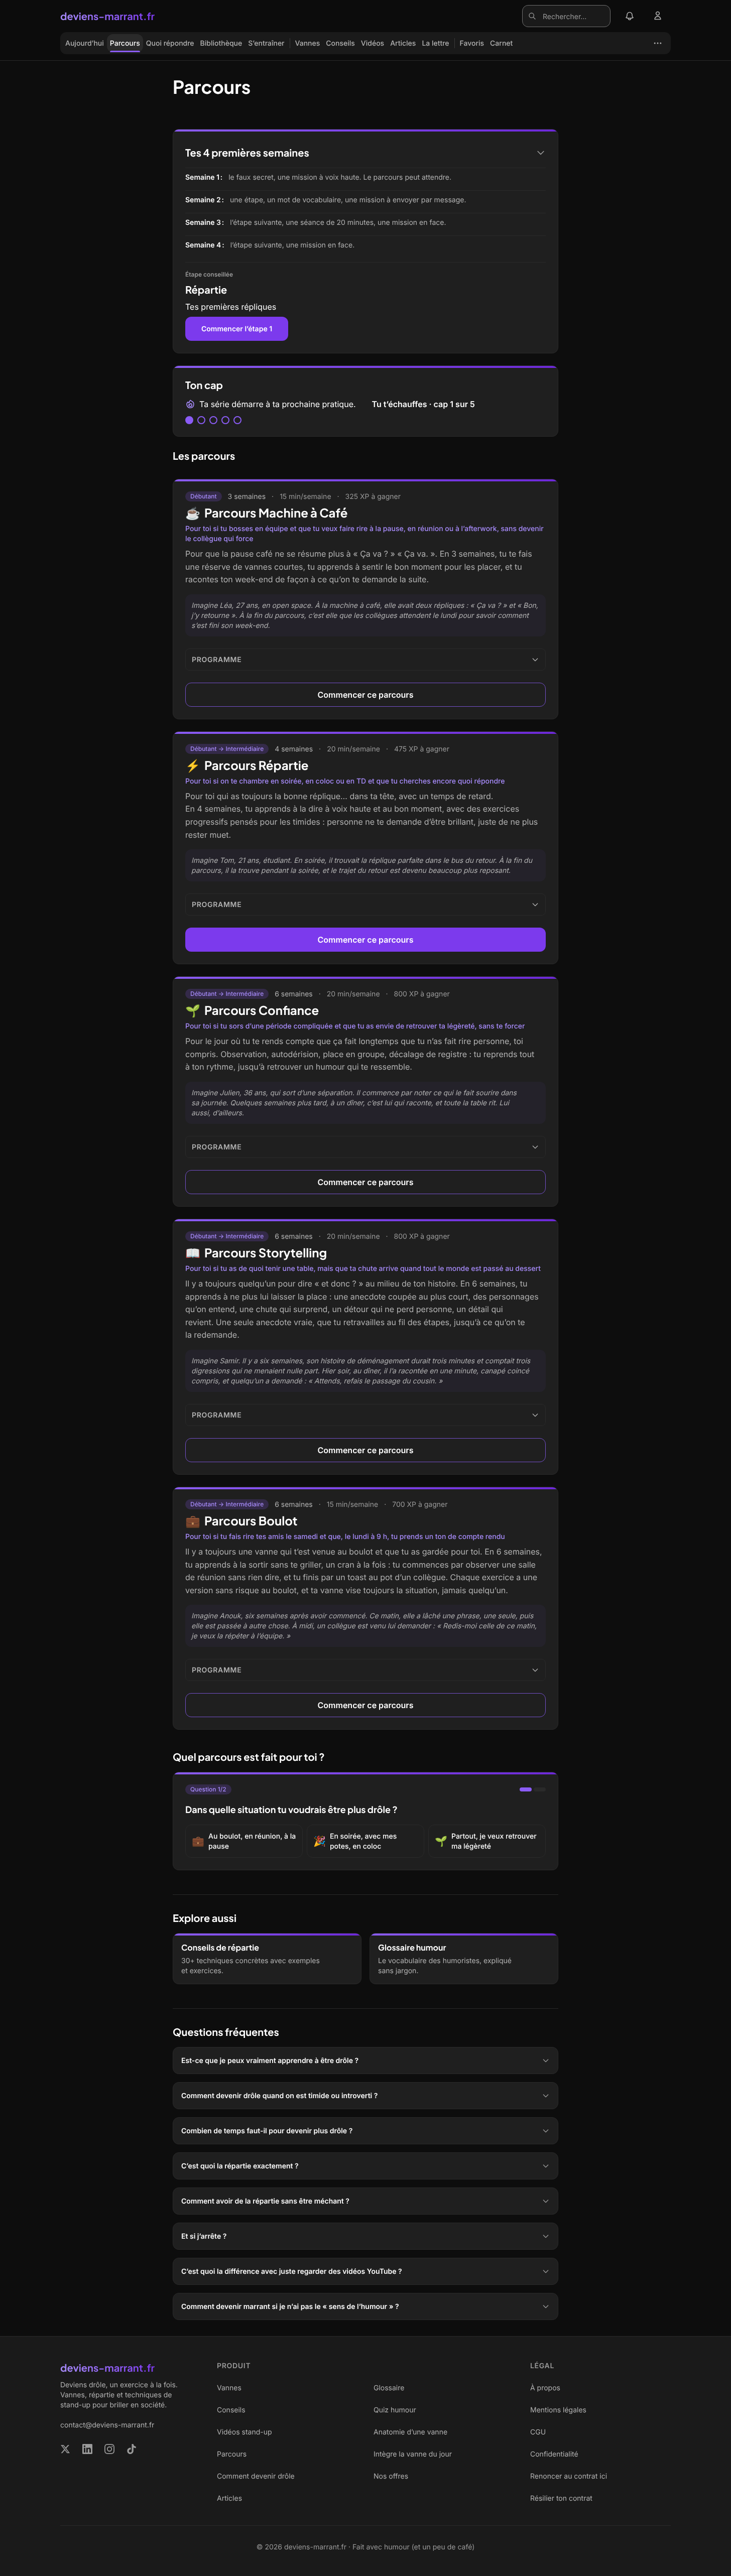 deviens-marrant.fr
Rechercher...
Aujourd'hui Parcours Quoi répondre Bibliothèque S'entraîner Vannes Conseils Vidéos Articles La lettre Favoris Carnet
Parcours
Tes 4 premières semaines
Semaine 1 : le faux secret, une mission à voix haute. Le parcours peut attendre.
Semaine 2 : une étape, un mot de vocabulaire, une mission à envoyer par message.
Semaine 3 : l'étape suivante, une séance de 20 minutes, une mission en face.
Semaine 4 : l'étape suivante, une mission en face.
Étape conseillée
Répartie
Tes premières répliques
Commencer l'étape 1
Ton cap
Ta série démarre à ta prochaine pratique. Tu t'échauffes · cap 1 sur 5
Les parcours
Débutant 3 semaines · 15 min/semaine · 325 XP à gagner
☕ Parcours Machine à Café
Pour toi si tu bosses en équipe et que tu veux faire rire à la pause, en réunion ou à l'afterwork, sans devenir
le collègue qui force
Pour que la pause café ne se résume plus à « Ça va ? » « Ça va. ». En 3 semaines, tu te fais
une réserve de vannes courtes, tu apprends à sentir le bon moment pour les placer, et tu
racontes ton week-end de façon à ce qu'on te demande la suite.
Imagine Léa, 27 ans, en open space. À la machine à café, elle avait deux répliques : « Ça va ? » et « Bon,
j'y retourne ». À la fin du parcours, c'est elle que les collègues attendent le lundi pour savoir comment
s'est fini son week-end.
PROGRAMME
Commencer ce parcours
Débutant → Intermédiaire 4 semaines · 20 min/semaine · 475 XP à gagner
⚡ Parcours Répartie
Pour toi si on te chambre en soirée, en coloc ou en TD et que tu cherches encore quoi répondre
Pour toi qui as toujours la bonne réplique... dans ta tête, avec un temps de retard.
En 4 semaines, tu apprends à la dire à voix haute et au bon moment, avec des exercices
progressifs pensés pour les timides : personne ne te demande d'être brillant, juste de ne plus
rester muet.
Imagine Tom, 21 ans, étudiant. En soirée, il trouvait la réplique parfaite dans le bus du retour. À la fin du
parcours, il la trouve pendant la soirée, et le trajet du retour est devenu beaucoup plus reposant.
PROGRAMME
Commencer ce parcours
Débutant → Intermédiaire 6 semaines · 20 min/semaine · 800 XP à gagner
🌱 Parcours Confiance
Pour toi si tu sors d'une période compliquée et que tu as envie de retrouver ta légèreté, sans te forcer
Pour le jour où tu te rends compte que ça fait longtemps que tu n'as fait rire personne, toi
compris. Observation, autodérision, place en groupe, décalage de registre : tu reprends tout
à ton rythme, jusqu'à retrouver un humour qui te ressemble.
Imagine Julien, 36 ans, qui sort d'une séparation. Il commence par noter ce qui le fait sourire dans
sa journée. Quelques semaines plus tard, à un dîner, c'est lui qui raconte, et toute la table rit. Lui
aussi, d'ailleurs.
PROGRAMME
Commencer ce parcours
Débutant → Intermédiaire 6 semaines · 20 min/semaine · 800 XP à gagner
📖 Parcours Storytelling
Pour toi si tu as de quoi tenir une table, mais que ta chute arrive quand tout le monde est passé au dessert
Il y a toujours quelqu'un pour dire « et donc ? » au milieu de ton histoire. En 6 semaines, tu
apprends à ne plus lui laisser la place : une anecdote coupée au plus court, des personnages
qu'on entend, une chute qui surprend, un détour qui ne perd personne, un détail qui
revient. Une seule anecdote vraie, que tu retravailles au fil des étapes, jusqu'à ce qu'on te
la redemande.
Imagine Samir. Il y a six semaines, son histoire de déménagement durait trois minutes et comptait trois
digressions qui ne menaient nulle part. Hier soir, au dîner, il l'a racontée en une minute, canapé coincé
compris, et quelqu'un a demandé : « Attends, refais le passage du cousin. »
PROGRAMME
Commencer ce parcours
Débutant → Intermédiaire 6 semaines · 15 min/semaine · 700 XP à gagner
💼 Parcours Boulot
Pour toi si tu fais rire tes amis le samedi et que, le lundi à 9 h, tu prends un ton de compte rendu
Il y a toujours une vanne qui t'est venue au boulot et que tu as gardée pour toi. En 6 semaines,
tu apprends à la sortir sans te griller, un cran à la fois : tu commences par observer une salle
de réunion sans rien dire, et tu finis par un toast au pot d'un collègue. Chaque exercice a une
version sans risque au boulot, et ta vanne vise toujours la situation, jamais quelqu'un.
Imagine Anouk, six semaines après avoir commencé. Ce matin, elle a lâché une phrase, une seule, puis
elle est passée à autre chose. À midi, un collègue est venu lui demander : « Redis-moi celle de ce matin,
je veux la répéter à l'équipe. »
PROGRAMME
Commencer ce parcours
Quel parcours est fait pour toi ?
Question 1/2
Dans quelle situation tu voudrais être plus drôle ?
💼 Au boulot, en réunion, à la pause
🎉 En soirée, avec mes potes, en coloc
🌱 Partout, je veux retrouver ma légèreté
Explore aussi
Conseils de répartie
30+ techniques concrètes avec exemples
et exercices.
Glossaire humour
Le vocabulaire des humoristes, expliqué
sans jargon.
Questions fréquentes
Est-ce que je peux vraiment apprendre à être drôle ?
Comment devenir drôle quand on est timide ou introverti ?
Combien de temps faut-il pour devenir plus drôle ?
C'est quoi la répartie exactement ?
Comment avoir de la répartie sans être méchant ?
Et si j'arrête ?
C'est quoi la différence avec juste regarder des vidéos YouTube ?
Comment devenir marrant si je n'ai pas le « sens de l'humour » ?
deviens-marrant.fr
Deviens drôle, un exercice à la fois.
Vannes, répartie et techniques de
stand-up pour briller en société.
contact@deviens-marrant.fr
PRODUIT
Vannes
Conseils
Vidéos stand-up
Parcours
Comment devenir drôle
Articles
Glossaire
Quiz humour
Anatomie d'une vanne
Intègre la vanne du jour
Nos offres
LÉGAL
À propos
Mentions légales
CGU
Confidentialité
Renoncer au contrat ici
Résilier ton contrat
© 2026 deviens-marrant.fr · Fait avec humour (et un peu de café)